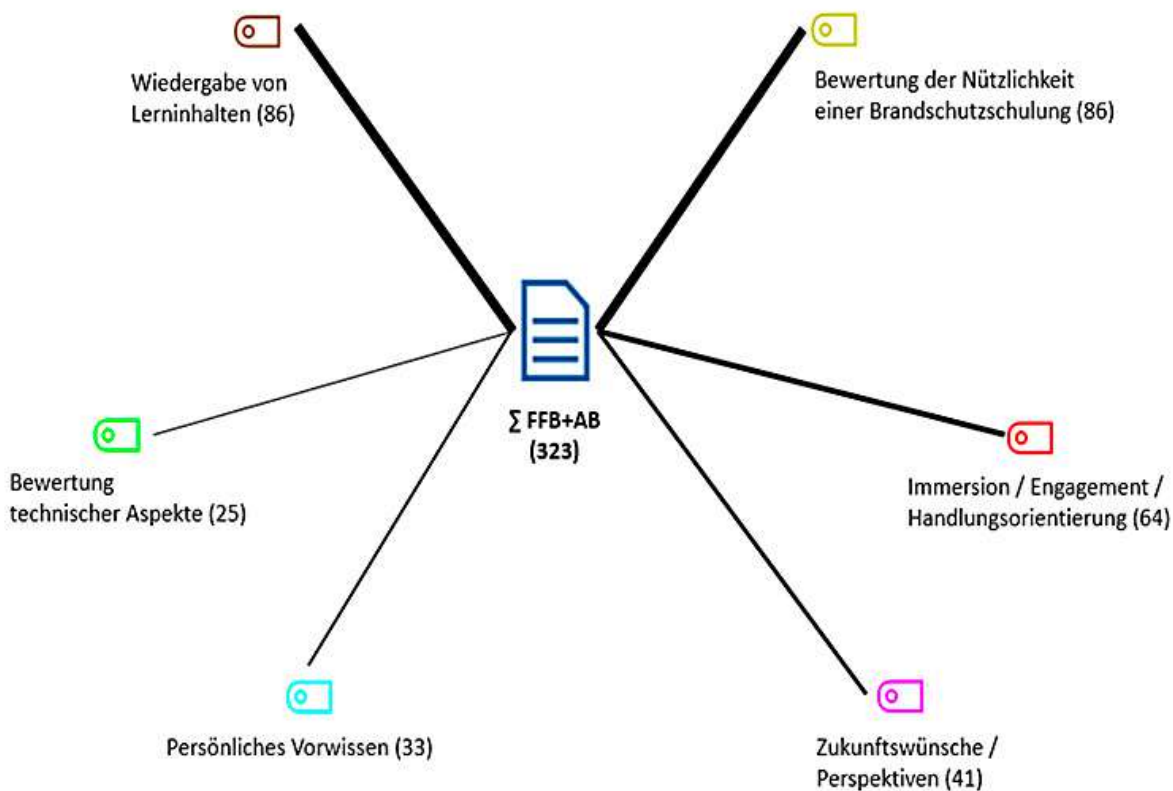 Wiedergabe von
Lerninhalten (86)
Bewertung der Nützlichkeit
einer Brandschutzschulung (86)
∑ FFB+AB
(323)
Bewertung
technischer Aspekte (25)
Immersion / Engagement /
Handlungsorientierung (64)
Persönliches Vorwissen (33)
Zukunftswünsche /
Perspektiven (41)